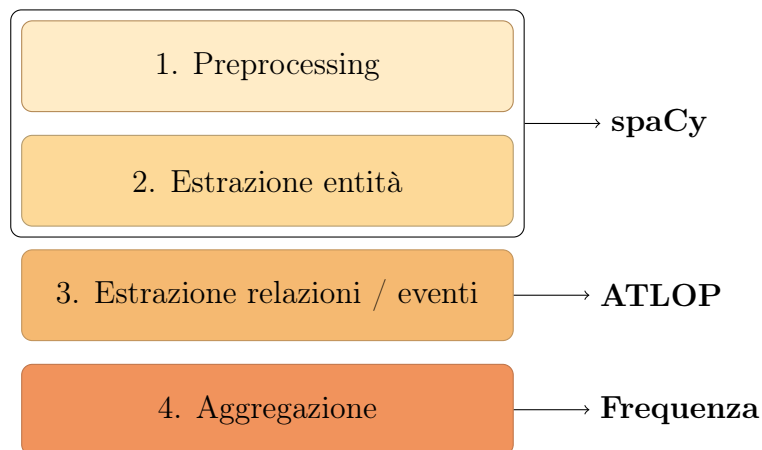 1. Preprocessing
spaCy
2. Estrazione entità
3. Estrazione relazioni / eventi
ATLOP
4. Aggregazione
Frequenza